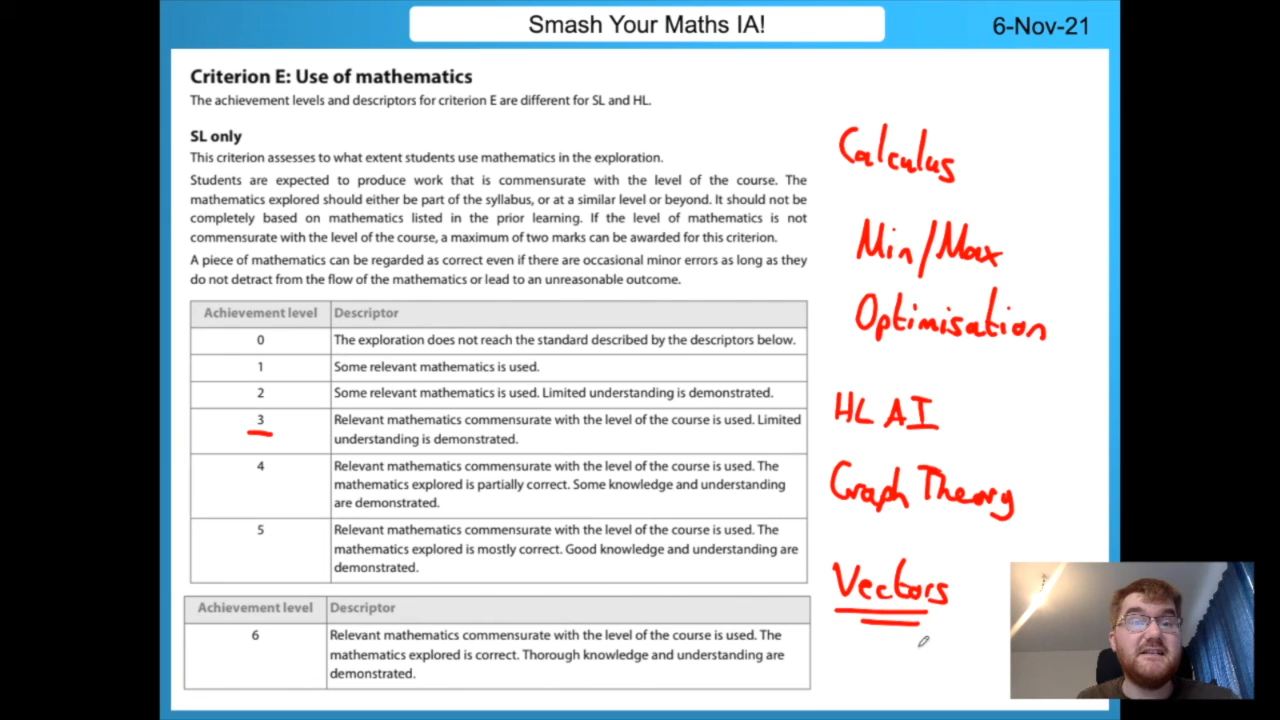 Smash Your Maths IA!
6-Nov-21
Criterion E: Use of mathematics
The achievement levels and descriptors for criterion E are different for SL and HL.
SL only
This criterion assesses to what extent students use mathematics in the exploration.
Students are expected to produce work that is commensurate with the level of the course. The
mathematics explored should either be part of the syllabus, or at a similar level or beyond. It should not be
completely based on mathematics listed in the prior learning. If the level of mathematics is not
commensurate with the level of the course, a maximum of two marks can be awarded for this criterion.
A piece of mathematics can be regarded as correct even if there are occasional minor errors as long as they
do not detract from the flow of the mathematics or lead to an unreasonable outcome.
Achievement level Descriptor
0 The exploration does not reach the standard described by the descriptors below.
1 Some relevant mathematics is used.
2 Some relevant mathematics is used. Limited understanding is demonstrated.
3 Relevant mathematics commensurate with the level of the course is used. Limited
understanding is demonstrated.
4 Relevant mathematics commensurate with the level of the course is used. The
mathematics explored is partially correct. Some knowledge and understanding
are demonstrated.
5 Relevant mathematics commensurate with the level of the course is used. The
mathematics explored is mostly correct. Good knowledge and understanding are
demonstrated.
Achievement level Descriptor
6 Relevant mathematics commensurate with the level of the course is used. The
mathematics explored is correct. Thorough knowledge and understanding are
demonstrated.
Calculus
Min/Max
Optimisation
HL AI
Graph Theory
Vectors